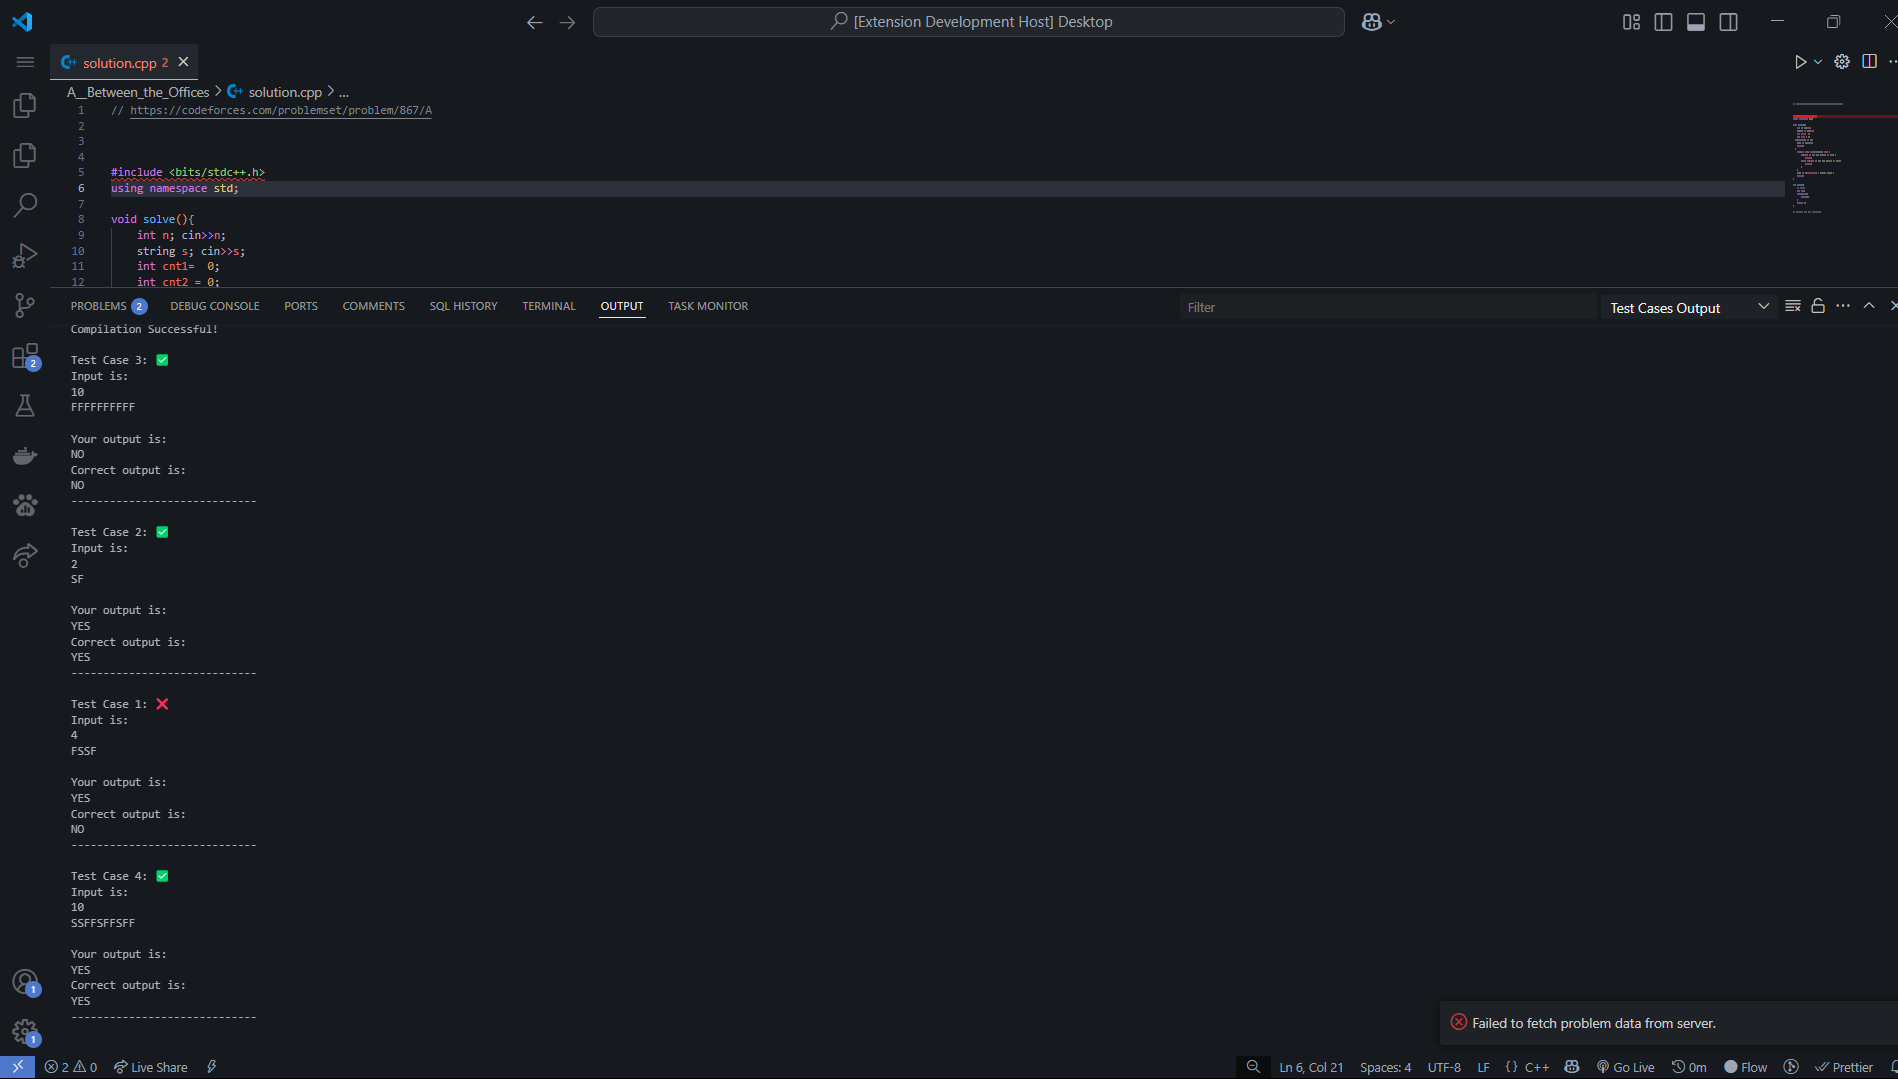 [Extension Development Host] Desktop
solution.cpp 2
A__Between_the_Offices > solution.cpp > ...
1 // https://codeforces.com/problemset/problem/867/A
2
3
4
5 #include <bits/stdc++.h>
6 using namespace std;
7
8 void solve(){
9 int n; cin>>n;
10 string s; cin>>s;
11 int cnt1=  0;
12 int cnt2 = 0;
PROBLEMS 2 DEBUG CONSOLE PORTS COMMENTS SQL HISTORY TERMINAL OUTPUT TASK MONITOR Filter Test Cases Output
Compilation Successful!
Test Case 3: ✅
Input is:
10
FFFFFFFFFF
Your output is:
NO
Correct output is:
NO
-----------------------------
Test Case 2: ✅
Input is:
2
SF
Your output is:
YES
Correct output is:
YES
-----------------------------
Test Case 1: ❌
Input is:
4
FSSF
Your output is:
YES
Correct output is:
NO
-----------------------------
Test Case 4: ✅
Input is:
10
SSFFSFFSFF
Your output is:
YES
Correct output is:
YES
-----------------------------
2
1
1
Failed to fetch problem data from server.
2 0 Live Share Ln 6, Col 21 Spaces: 4 UTF-8 LF {} C++ Go Live 0m Flow Prettier